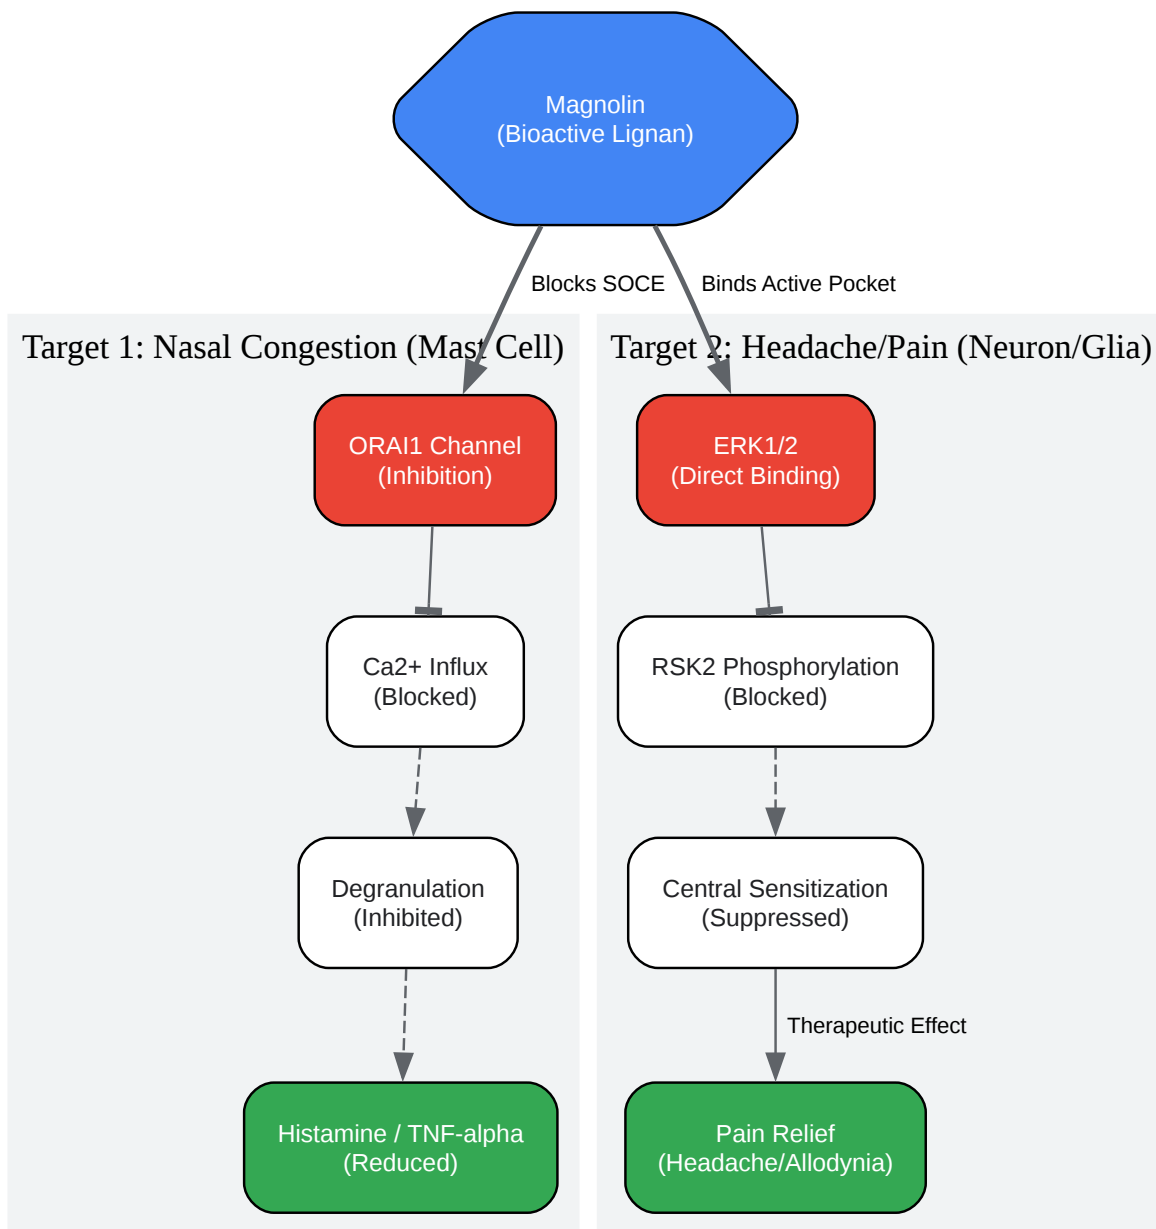 Magnolin
(Bioactive Lignan)
Blocks SOCE
Binds Active Pocket
Target 1: Nasal Congestion (Mast Cell)
Target 2: Headache/Pain (Neuron/Glia)
ORAI1 Channel
(Inhibition)
ERK1/2
(Direct Binding)
Ca2+ Influx
(Blocked)
RSK2 Phosphorylation
(Blocked)
Degranulation
(Inhibited)
Central Sensitization
(Suppressed)
Therapeutic Effect
Histamine / TNF-alpha
(Reduced)
Pain Relief
(Headache/Allodynia)